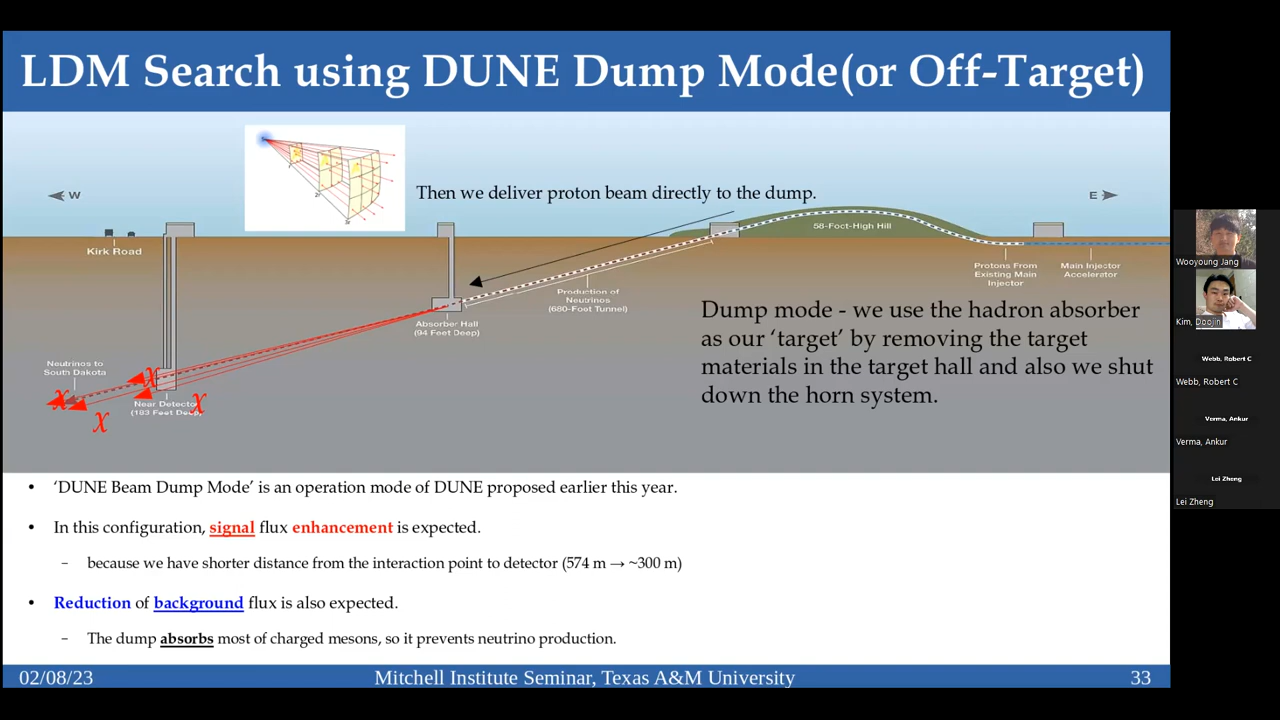 LDM Search using DUNE Dump Mode(or Off-Target)
Then we deliver proton beam directly to the dump.
W
E
Kirk Road
58-Foot-High Hill
Protons From
Existing Main
Injector
Main Injector
Accelerator
Production of
Neutrinos
(680-Foot Tunnel)
Absorber Hall
(94 Feet Deep)
Neutrinos to
South Dakota
Near Detector
(183 Feet Deep)
χ
χ
χ
χ
Dump mode - we use the hadron absorber
as our ‘target’ by removing the target
materials in the target hall and also we shut
down the horn system.
• ‘DUNE Beam Dump Mode’ is an operation mode of DUNE proposed earlier this year.
• In this configuration, signal flux enhancement is expected.
– because we have shorter distance from the interaction point to detector (574 m → ~300 m)
• Reduction of background flux is also expected.
– The dump absorbs most of charged mesons, so it prevents neutrino production.
02/08/23
Mitchell Institute Seminar, Texas A&M University
33
Wooyoung Jang
Kim, Doojin
Webb, Robert C
Webb, Robert C
Verma, Ankur
Verma, Ankur
Lei Zheng
Lei Zheng